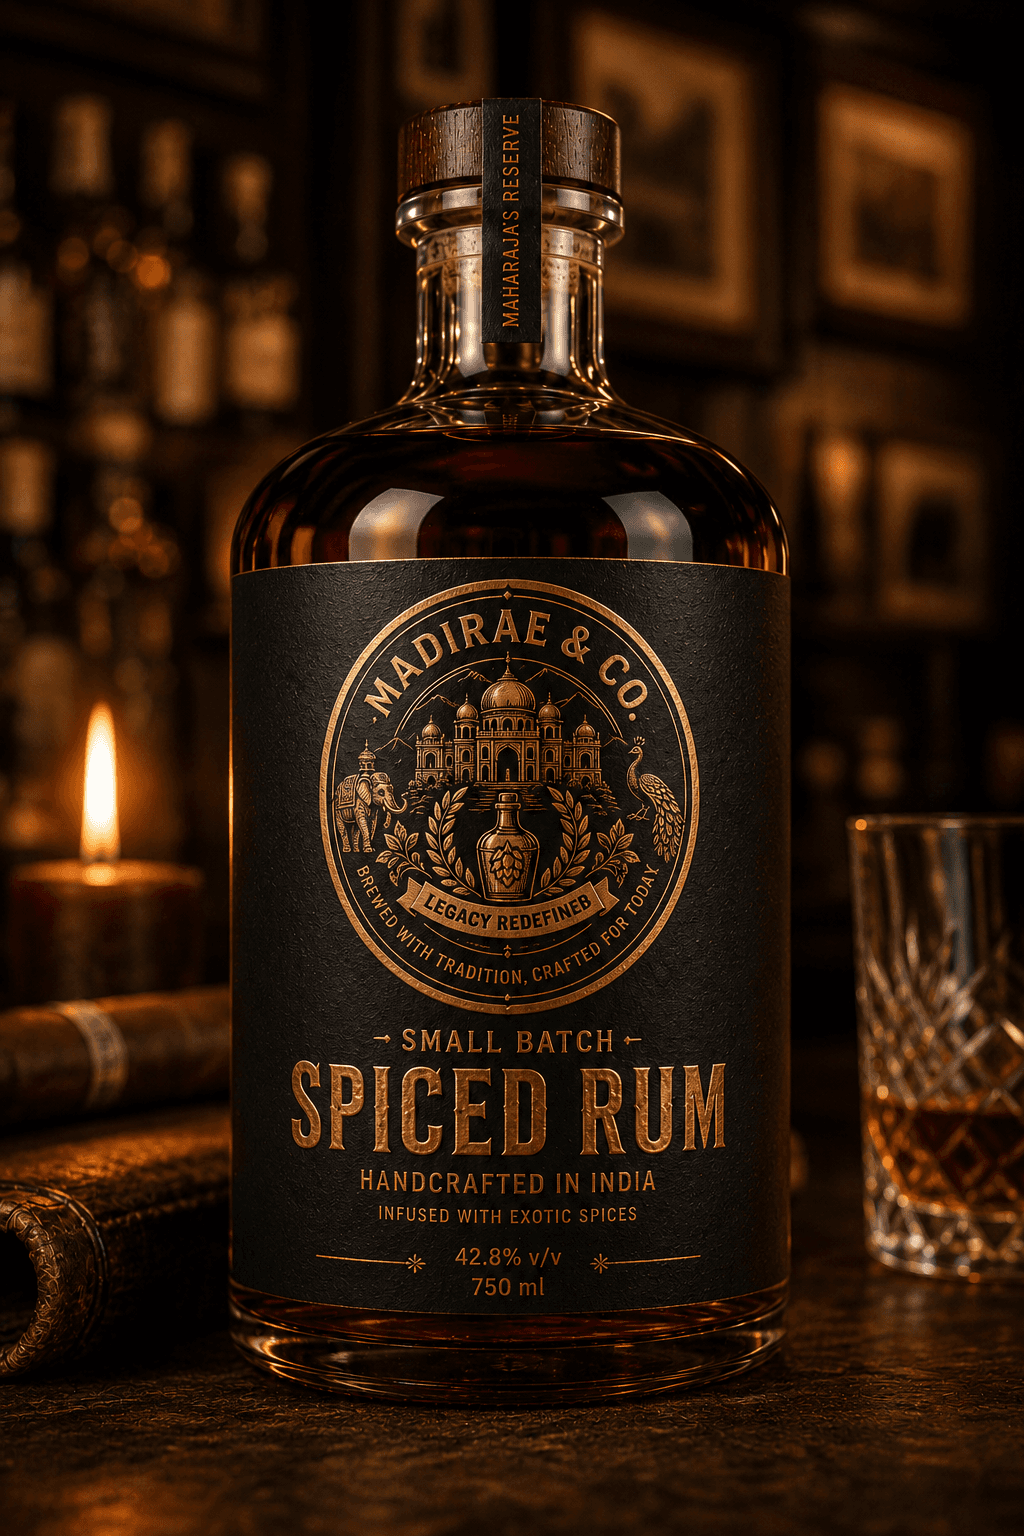 MAHARAJA'S RESERVE
MADIRAE & CO.
LEGACY REDEFINEB
BREWED WITH TRADITION, CRAFTED FOR TODAY.
SMALL BATCH
SPICED RUM
HANDCRAFTED IN INDIA
INFUSED WITH EXOTIC SPICES
42.8% v/v
750 ml